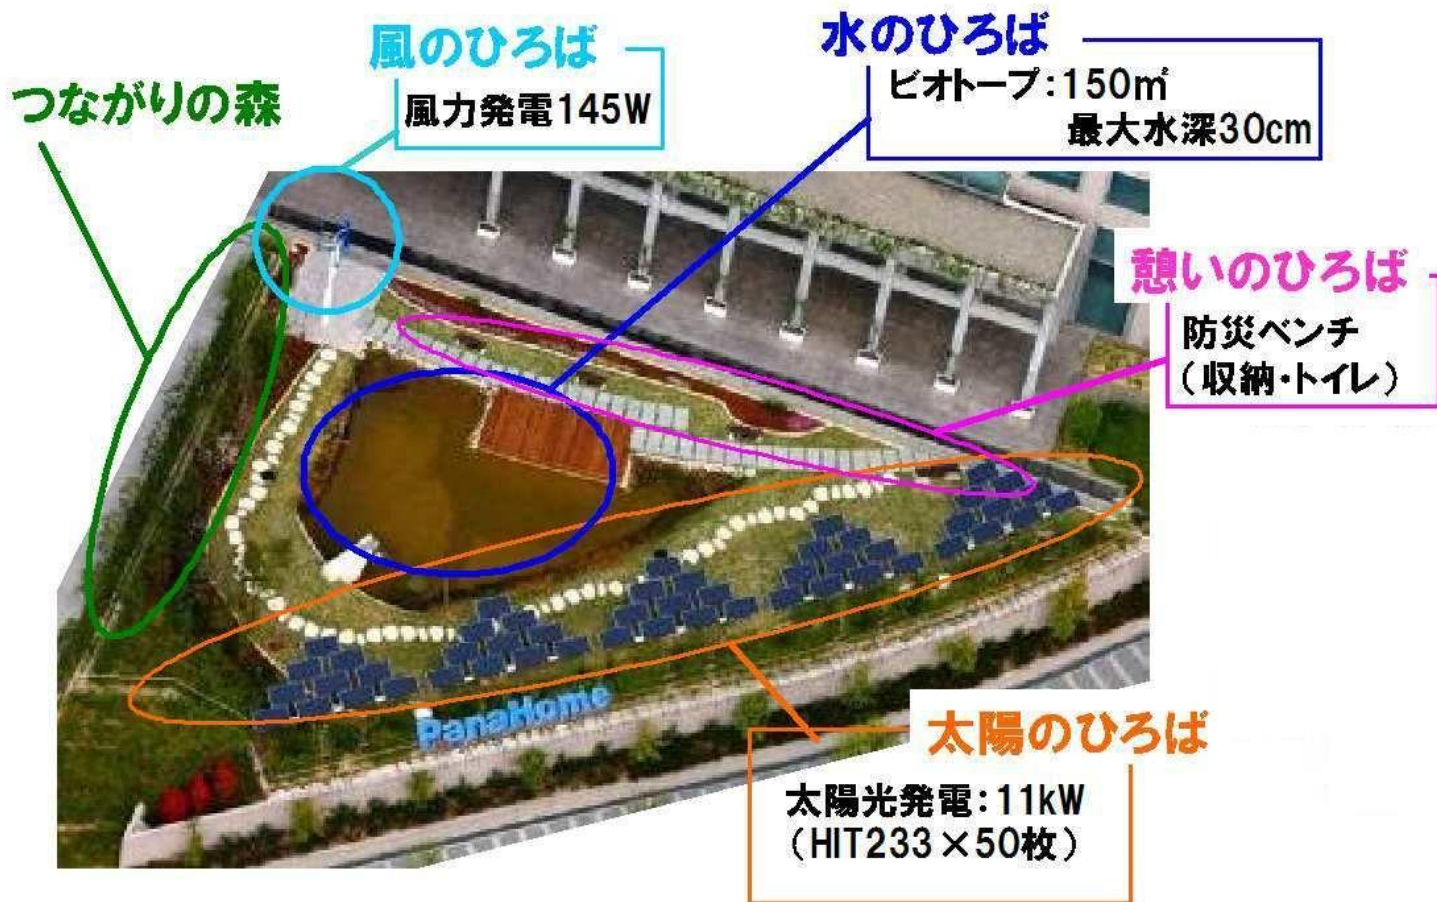 風のひろば
風力発電145W
水のひろば
ビオトープ:150㎡
最大水深30cm
つながりの森
憩いのひろば
防災ベンチ
(収納・トイレ)
PanaHome
太陽のひろば
太陽光発電:11kW
(HIT233×50枚)